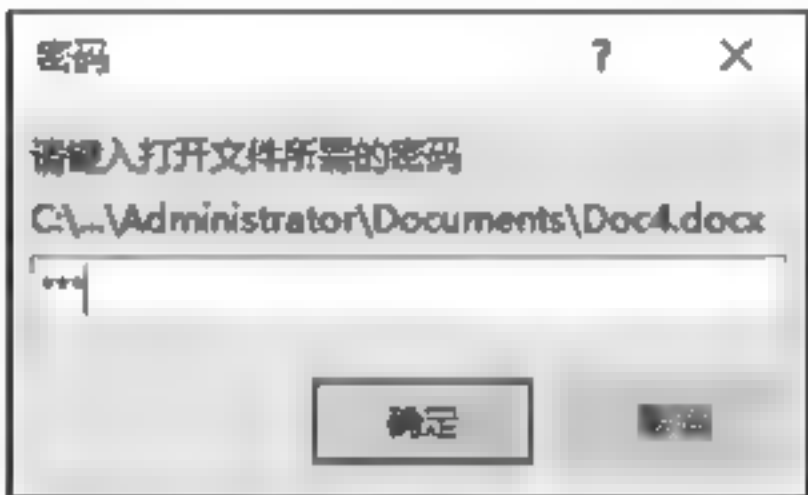 密码 ? ×
请键入打开文件所需的密码
C:\...\Administrator\Documents\Doc4.docx
***
确定